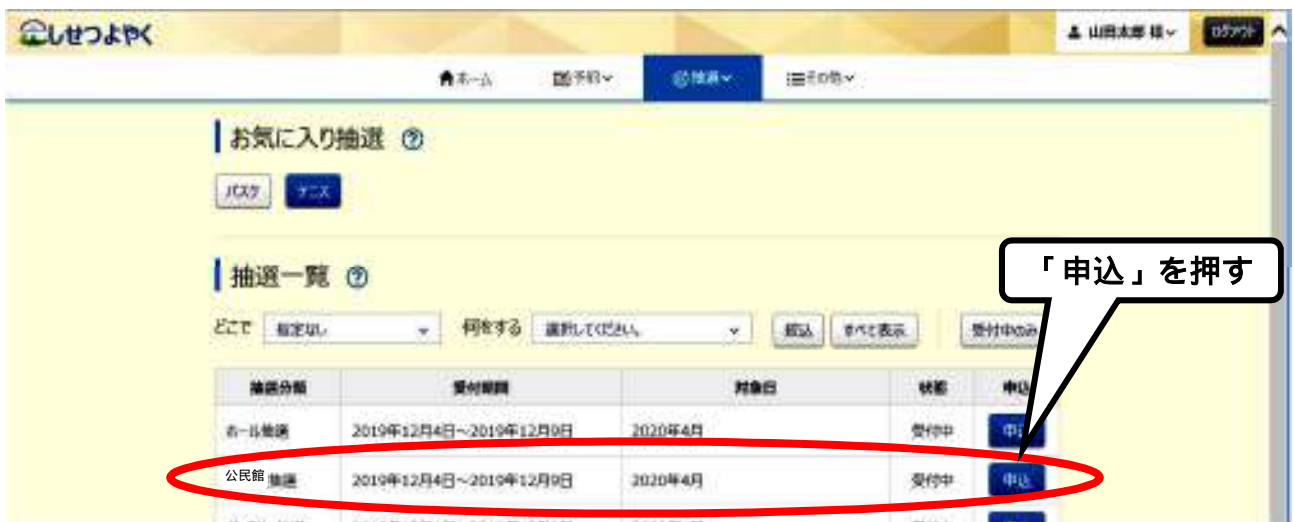 しせつよやく
山田太郎 様
ログアウト
ホーム 予約 抽選 その他
お気に入り抽選
バスケ テニス
抽選一覧
「申込」を押す
どこで 指定なし 何をする 選択してください。 絞込 すべて表示 受付中のみ
抽選分類 受付期間 対象日 状態 申込
ホール抽選 2019年12月4日～2019年12月9日 2020年4月 受付中 申込
公民館 抽選 2019年12月4日～2019年12月9日 2020年4月 受付中 申込